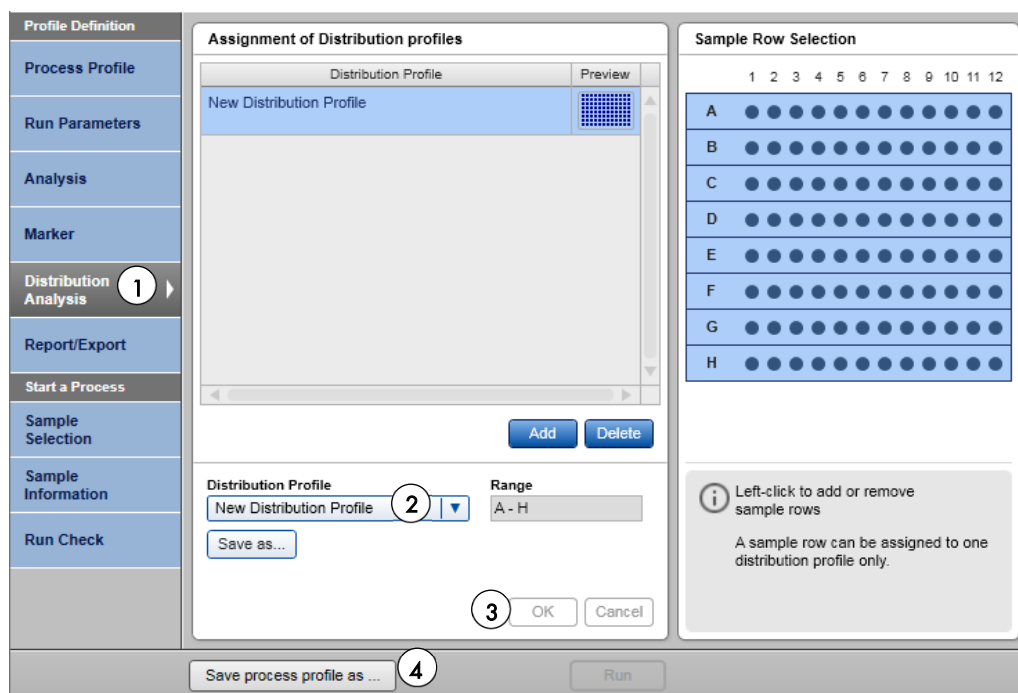 Profile Definition
Process Profile
Run Parameters
Analysis
Marker
Distribution
Analysis
1
Report/Export
Start a Process
Sample
Selection
Sample
Information
Run Check
Assignment of Distribution profiles
Distribution Profile Preview
New Distribution Profile
Add Delete
Distribution Profile Range
New Distribution Profile 2 A - H
Save as...
3 OK Cancel
Sample Row Selection
1 2 3 4 5 6 7 8 9 10 11 12
A
B
C
D
E
F
G
H
Left-click to add or remove
sample rows
A sample row can be assigned to one
distribution profile only.
Save process profile as ... 4 Run